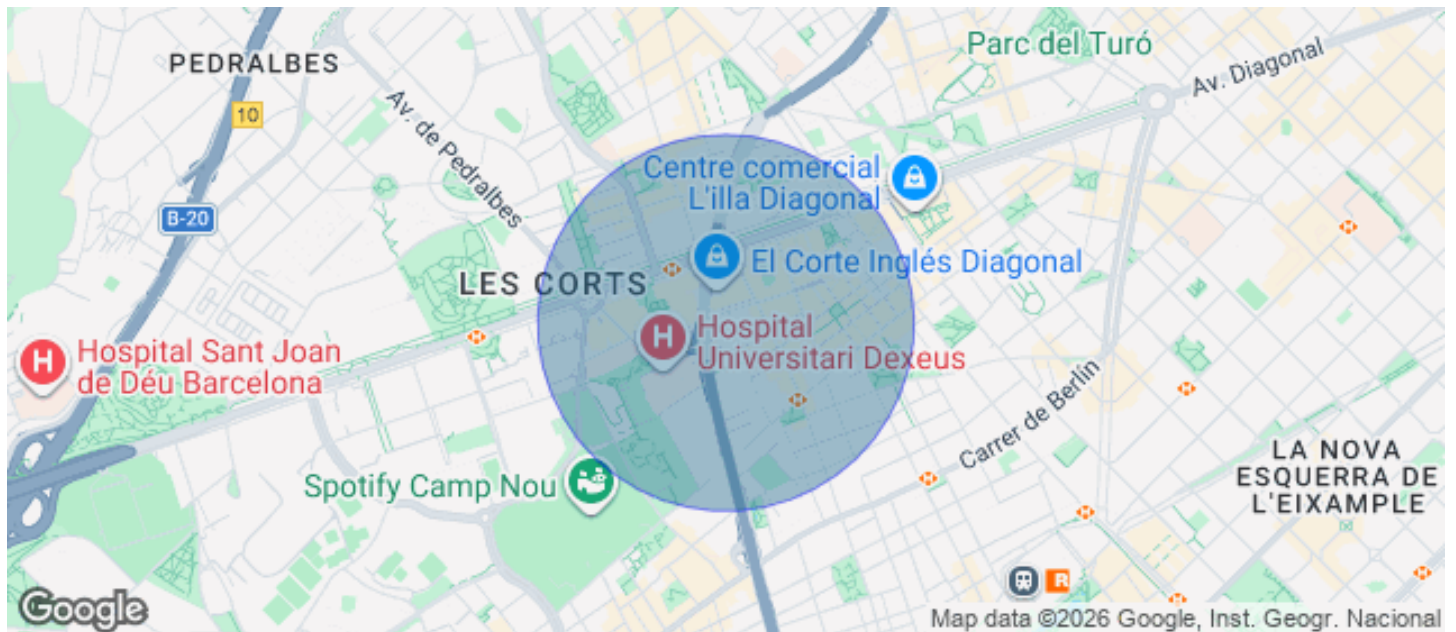 Parc del Turó
PEDRALBES
Av. Diagonal
10
Av. de Pedralbes
Centre comercial
L'illa Diagonal
B-20
El Corte Inglés Diagonal
LES CORTS
H
Hospital
Universitari Dexeus
H
Hospital Sant Joan
de Déu Barcelona
Carrer de Berlín
LA NOVA
ESQUERRA DE
L'EIXAMPLE
Spotify Camp Nou
R
Google
Map data ©2026 Google, Inst. Geogr. Nacional